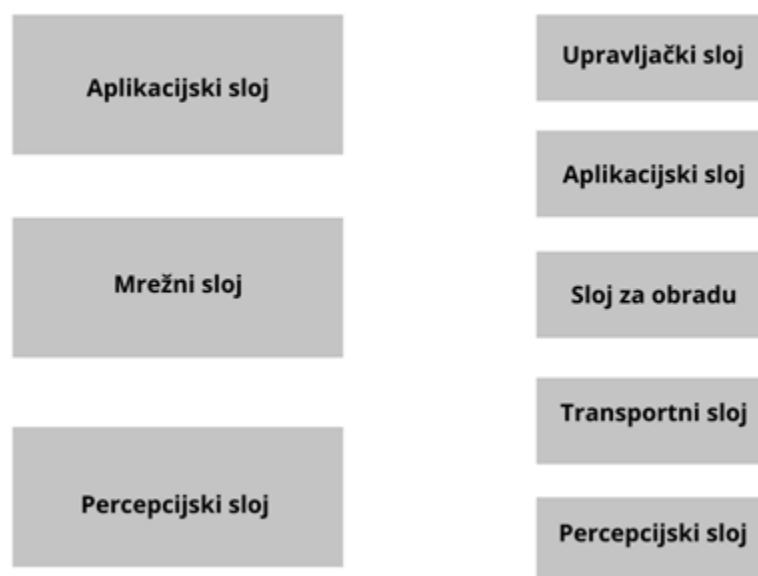 Aplikacijski sloj
Mrežni sloj
Percepcijski sloj
Upravljački sloj
Aplikacijski sloj
Sloj za obradu
Transportni sloj
Percepcijski sloj